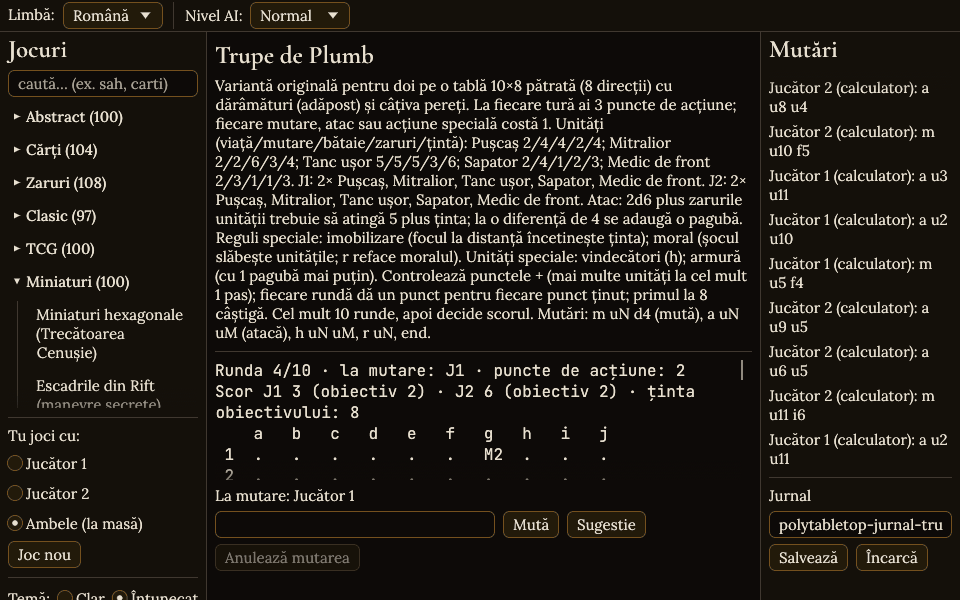 Limbă: Română Nivel AI: Normal
Jocuri
caută... (ex. sah, carti)
Abstract (100)
Cărți (104)
Zaruri (108)
Clasic (97)
TCG (100)
Miniaturi (100)
Miniaturi hexagonale
(Trecătoarea
Cenușie)
Escadrile din Rift
(manevre secrete)
Tu joci cu:
Jucător 1
Jucător 2
Ambele (la masă)
Joc nou
Temă: Clar Întunecat
Trupe de Plumb
Variantă originală pentru doi pe o tablă 10×8 pătrată (8 direcții) cu
dărâmături (adăpost) și câțiva pereți. La fiecare tură ai 3 puncte de acțiune;
fiecare mutare, atac sau acțiune specială costă 1. Unități
(viață/mutare/bătaie/zaruri/țintă): Pușcaș 2/4/4/2/4; Mitralior
2/2/6/3/4; Tanc ușor 5/5/5/3/6; Sapator 2/4/1/2/3; Medic de front
2/3/1/1/3. J1: 2× Pușcaș, Mitralior, Tanc ușor, Sapator, Medic de front. J2: 2×
Pușcaș, Mitralior, Tanc ușor, Sapator, Medic de front. Atac: 2d6 plus zarurile
unității trebuie să atingă 5 plus ținta; la o diferență de 4 se adaugă o pagubă.
Reguli speciale: imobilizare (focul la distanță încetinește ținta); moral (șocul
slăbește unitățile; r reface moralul). Unități speciale: vindecători (h); armură
(cu 1 pagubă mai puțin). Controlează punctele + (mai multe unități la cel mult
1 pas); fiecare rundă dă un punct pentru fiecare punct ținut; primul la 8
câștigă. Cel mult 10 runde, apoi decide scorul. Mutări: m uN d4 (mută), a uN
uM (atacă), h uN uM, r uN, end.
Runda 4/10 · la mutare: J1 · puncte de acțiune: 2
Scor J1 3 (obiectiv 2) · J2 6 (obiectiv 2) · ținta
obiectivului: 8
a b c d e f g h i j
1 . . . . . . M2 . . .
2 . . . . . . . . . .
La mutare: Jucător 1
Mută Sugestie
Anulează mutarea
Mutări
Jucător 2 (calculator): a
u8 u4
Jucător 2 (calculator): m
u10 f5
Jucător 1 (calculator): a u3
u11
Jucător 1 (calculator): a u2
u10
Jucător 1 (calculator): m
u5 f4
Jucător 2 (calculator): a
u9 u5
Jucător 2 (calculator): a
u6 u5
Jucător 2 (calculator): m
u11 i6
Jucător 1 (calculator): a u2
u11
Jurnal
polytabletop-jurnal-tru
Salvează Încarcă